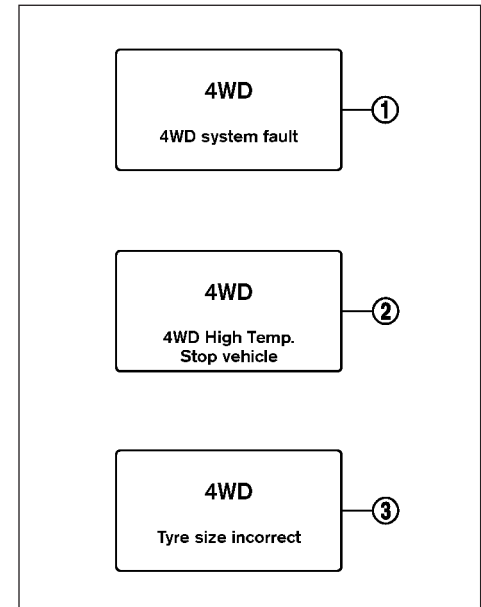 4WD
4WD system fault
1
4WD
4WD High Temp.
Stop vehicle
2
4WD
Tyre size incorrect
3